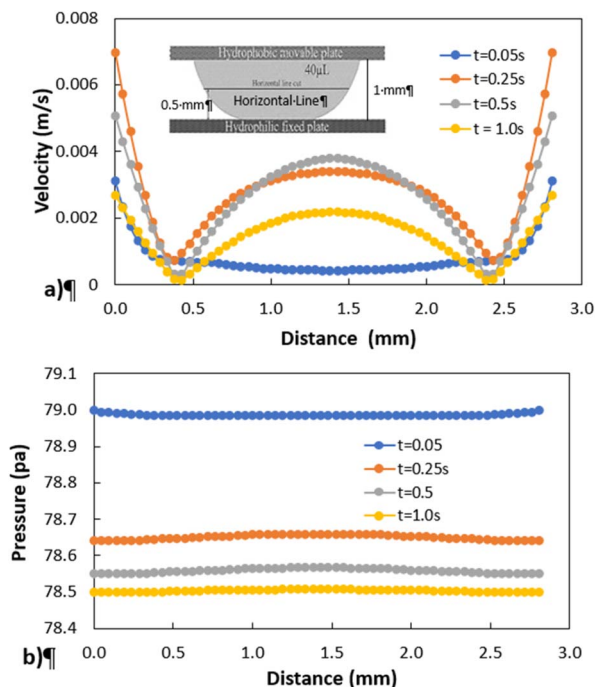 0.008
0.006
0.004
0.002
0
Velocity (m/s)
Hydrophobic movable plate
40µL
Horizontal line cut
0.5·mm¶
Horizontal·Line¶
1·mm¶
Hydrophilic fixed plate
t=0.05s
t=0.25s
t=0.5s
t = 1.0s
0.0 0.5 1.0 1.5 2.0 2.5 3.0
a)¶
Distance (mm)
79.1
79.0
78.9
78.8
78.7
78.6
78.5
78.4
Pressure (pa)
t=0.05
t=0.25s
t=0.5
t=1.0s
0.0 0.5 1.0 1.5 2.0 2.5 3.0
b)¶
Distance (mm)